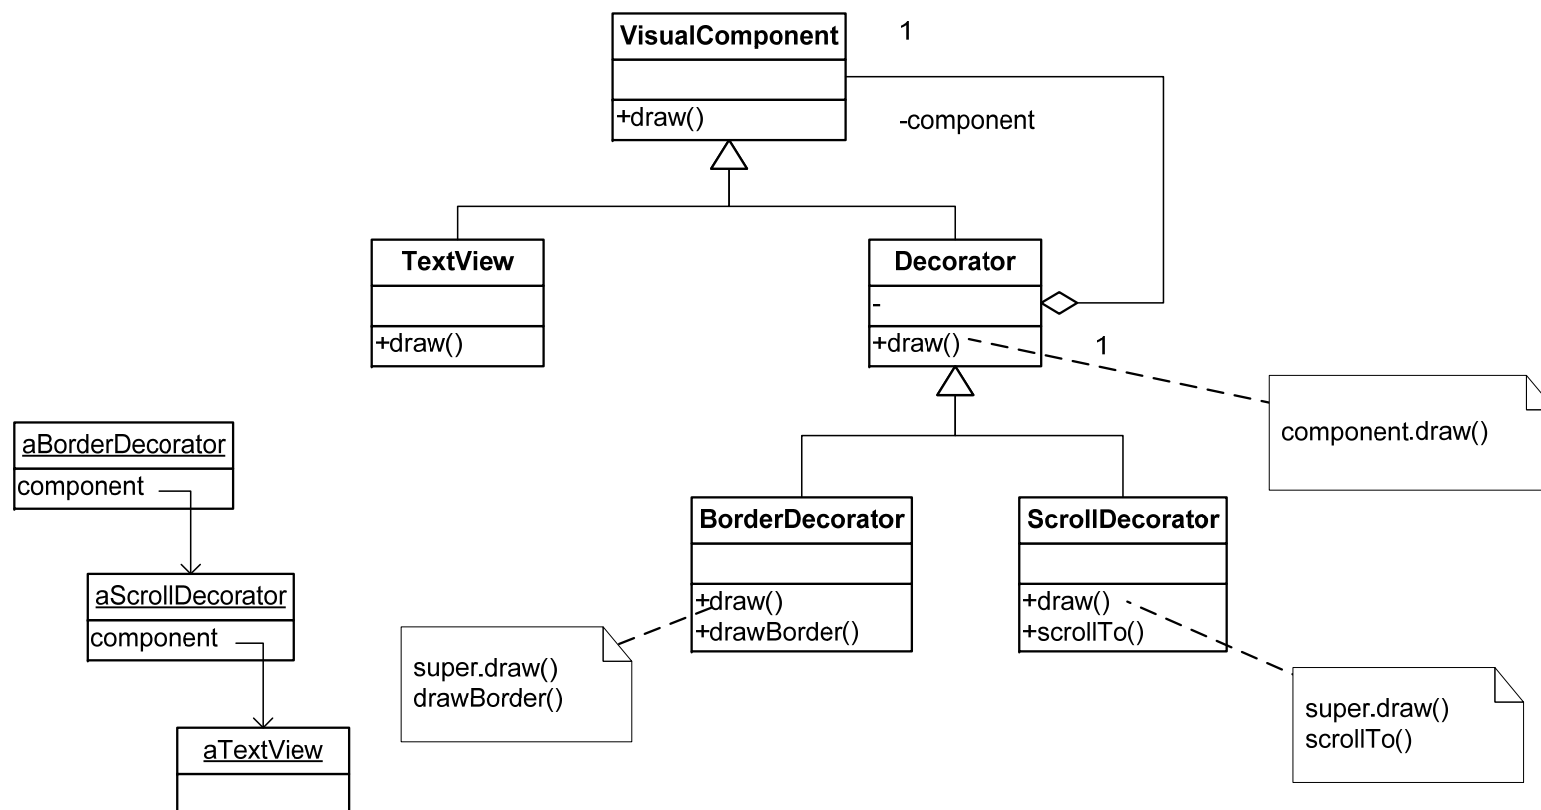 VisualComponent
1
+draw()
-component
TextView
+draw()
Decorator
-
+draw()
1
component.draw()
aBorderDecorator
component
aScrollDecorator
component
aTextView
BorderDecorator
+draw()
+drawBorder()
super.draw()
drawBorder()
ScrollDecorator
+draw()
+scrollTo()
super.draw()
scrollTo()